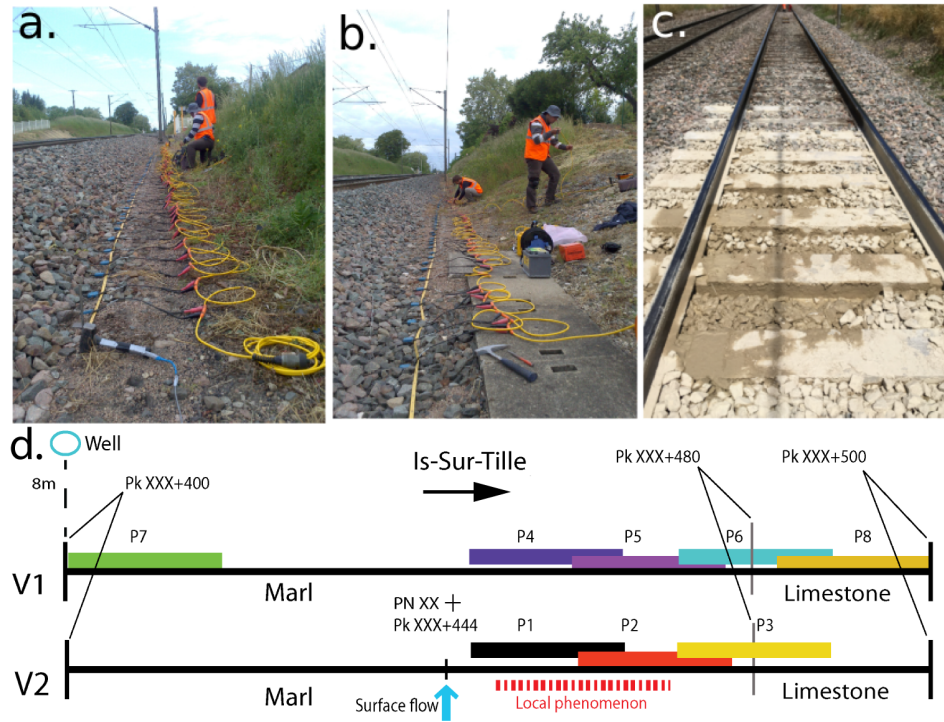 a.
b.
c.
d.
Well
8m
Pk XXX+400
Is-Sur-Tille
Pk XXX+480
Pk XXX+500
P7
P4
P5
P6
P8
V1
Marl
Limestone
PN XX
Pk XXX+444
P1
P2
P3
V2
Marl
Limestone
Surface flow
Local phenomenon